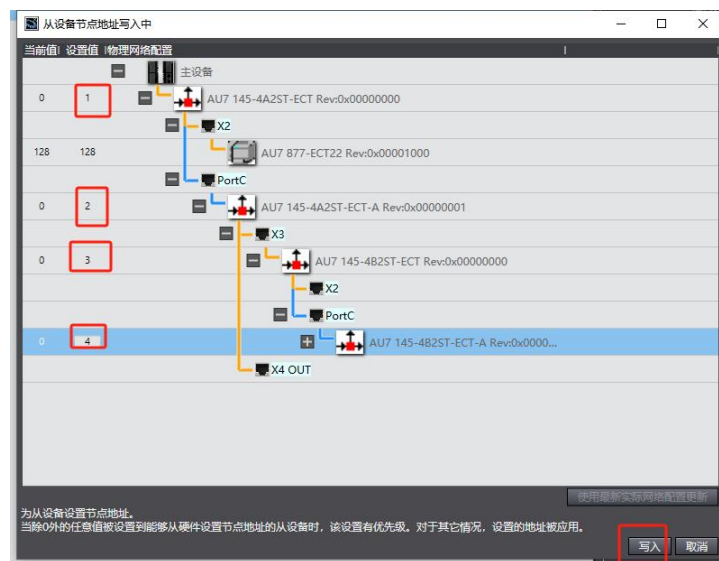 从设备节点地址写入中
当前值 设置值 物理网络配置
主设备
0 1 AU7 145-4A2ST-ECT Rev:0x00000000
X2
128 128 AU7 877-ECT22 Rev:0x00001000
PortC
0 2 AU7 145-4A2ST-ECT-A Rev:0x00000001
X3
0 3 AU7 145-4B2ST-ECT Rev:0x00000000
X2
PortC
0 4 AU7 145-4B2ST-ECT-A Rev:0x0000...
X4 OUT
使用最新实际网络配置更新
为从设备设置节点地址。
当除0外的任意值被设置到能够从硬件设置节点地址的从设备时，该设置有优先级。对于其它情况，设置的地址被应用。
写入 取消